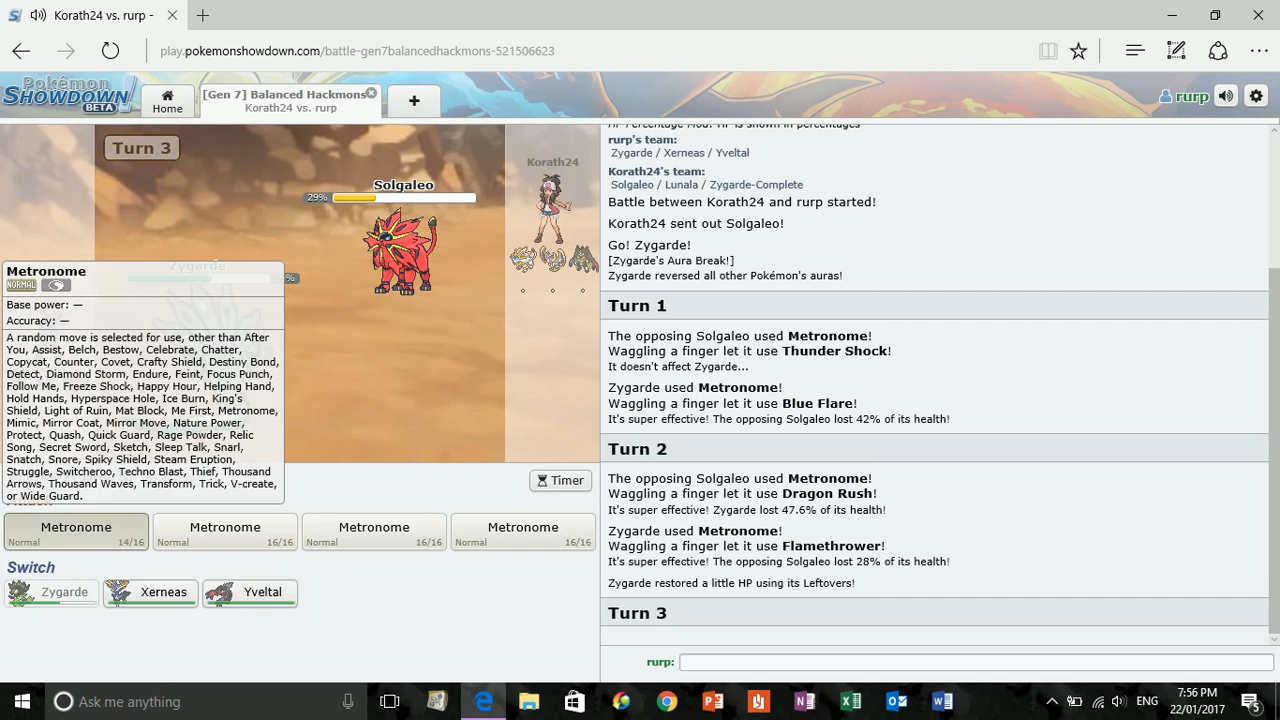 Korath24 vs. rurp -
play.pokemonshowdown.com/battle-gen7balancedhackmons-521506623
Pokémon
SHOWDOWN
BETA
Home
[Gen 7] Balanced Hackmons
Korath24 vs. rurp
rurp
Turn 3
Solgaleo
29%
Korath24
Zygarde
%
Metronome
NORMAL
Base power: —
Accuracy: —
A random move is selected for use, other than After
You, Assist, Belch, Bestow, Celebrate, Chatter,
Copycat, Counter, Covet, Crafty Shield, Destiny Bond,
Detect, Diamond Storm, Endure, Feint, Focus Punch,
Follow Me, Freeze Shock, Happy Hour, Helping Hand,
Hold Hands, Hyperspace Hole, Ice Burn, King's
Shield, Light of Ruin, Mat Block, Me First, Metronome,
Mimic, Mirror Coat, Mirror Move, Nature Power,
Protect, Quash, Quick Guard, Rage Powder, Relic
Song, Secret Sword, Sketch, Sleep Talk, Snarl,
Snatch, Snore, Spiky Shield, Steam Eruption,
Struggle, Switcheroo, Techno Blast, Thief, Thousand
Arrows, Thousand Waves, Transform, Trick, V-create,
or Wide Guard.
Timer
Metronome
Normal 14/16
Metronome
Normal 16/16
Metronome
Normal 16/16
Metronome
Normal 16/16
Switch
Zygarde
Xerneas
Yveltal
HP Percentage Mod: HP is shown in percentages
rurp's team:
Zygarde / Xerneas / Yveltal
Korath24's team:
Solgaleo / Lunala / Zygarde-Complete
Battle between Korath24 and rurp started!
Korath24 sent out Solgaleo!
Go! Zygarde!
[Zygarde's Aura Break!]
Zygarde reversed all other Pokémon's auras!
Turn 1
The opposing Solgaleo used Metronome!
Waggling a finger let it use Thunder Shock!
It doesn't affect Zygarde...
Zygarde used Metronome!
Waggling a finger let it use Blue Flare!
It's super effective! The opposing Solgaleo lost 42% of its health!
Turn 2
The opposing Solgaleo used Metronome!
Waggling a finger let it use Dragon Rush!
It's super effective! Zygarde lost 47.6% of its health!
Zygarde used Metronome!
Waggling a finger let it use Flamethrower!
It's super effective! The opposing Solgaleo lost 28% of its health!
Zygarde restored a little HP using its Leftovers!
Turn 3
rurp:
Ask me anything
ENG
7:56 PM
22/01/2017
5